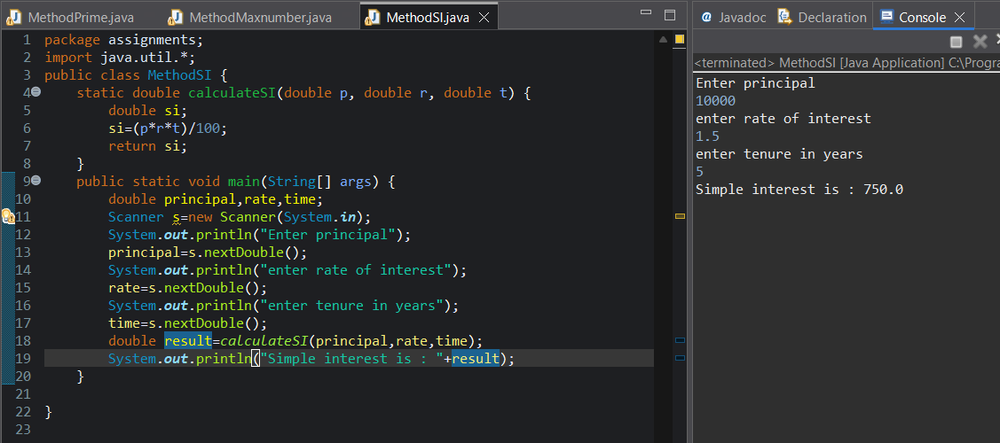 MethodPrime.java MethodMaxnumber.java MethodSI.java
1 package assignments;
2 import java.util.*;
3 public class MethodSI {
4 static double calculateSI(double p, double r, double t) {
5 double si;
6 si=(p*r*t)/100;
7 return si;
8 }
9 public static void main(String[] args) {
10 double principal,rate,time;
11 Scanner s=new Scanner(System.in);
12 System.out.println("Enter principal");
13 principal=s.nextDouble();
14 System.out.println("enter rate of interest");
15 rate=s.nextDouble();
16 System.out.println("enter tenure in years");
17 time=s.nextDouble();
18 double result=calculateSI(principal,rate,time);
19 System.out.println("Simple interest is : "+result);
20 }
21
22 }
23
@ Javadoc Declaration Console
<terminated> MethodSI [Java Application] C:\Progra
Enter principal
10000
enter rate of interest
1.5
enter tenure in years
5
Simple interest is : 750.0